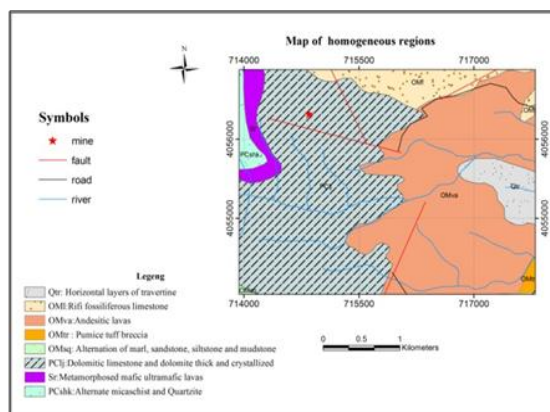 Map of homogeneous regions
N
714000 715500 717000
Symbols
mine
fault
road
river
4056000
4055000
4056000
4055000
OMl
PClj
OMva
Qtr
714000 715500 717000
Legeng
Qtr: Horizontal layers of travertine
OMl:Rifi fossiliferous limestone
OMva:Andesitic lavas
OMtr : Pumice tuff breccia
OMsq: Alternation of marl, sandstone, siltstone and mudstone
PClj:Dolomitic limestone and dolomite thick and crystallized
Sr:Metamorphosed mafic ultramafic lavas
PCshk:Alternate micaschist and Quartzite
0 0.5 1
Kilometers